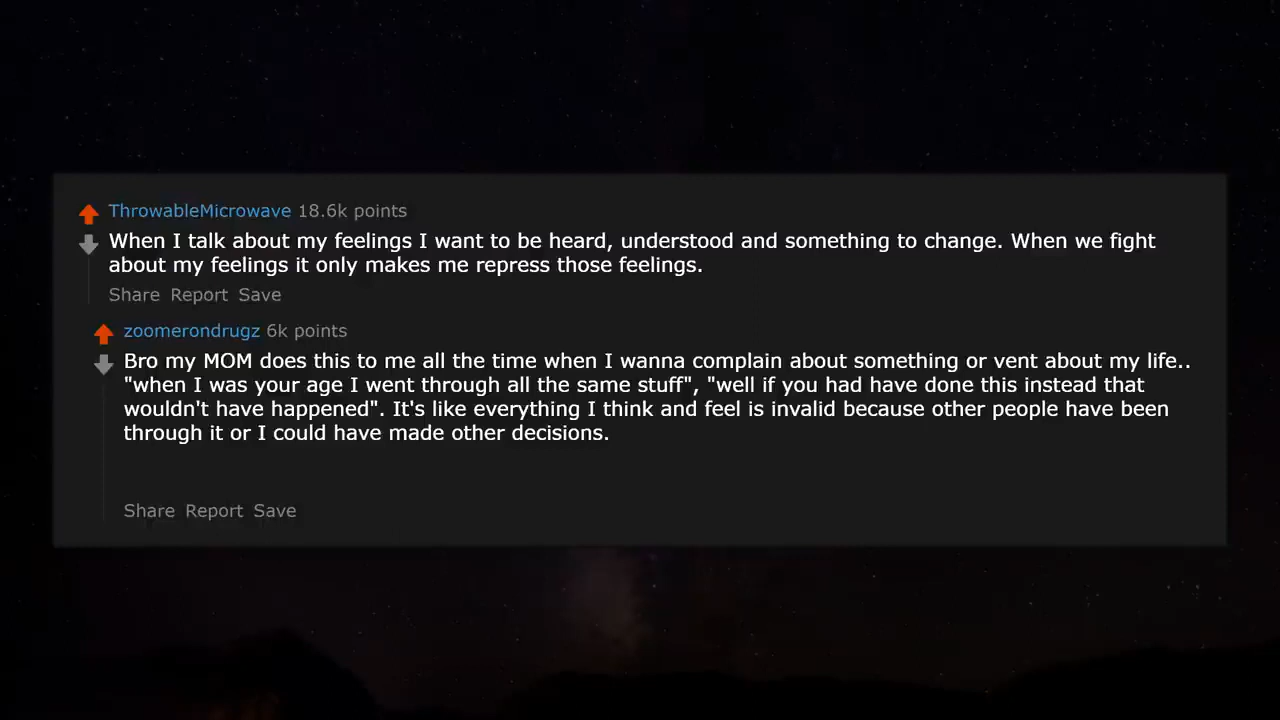 ThrowableMicrowave 18.6k points
When I talk about my feelings I want to be heard, understood and something to change. When we fight
about my feelings it only makes me repress those feelings.
Share Report Save
zoomerondrugz 6k points
Bro my MOM does this to me all the time when I wanna complain about something or vent about my life..
"when I was your age I went through all the same stuff", "well if you had have done this instead that
wouldn't have happened". It's like everything I think and feel is invalid because other people have been
through it or I could have made other decisions.
Share Report Save